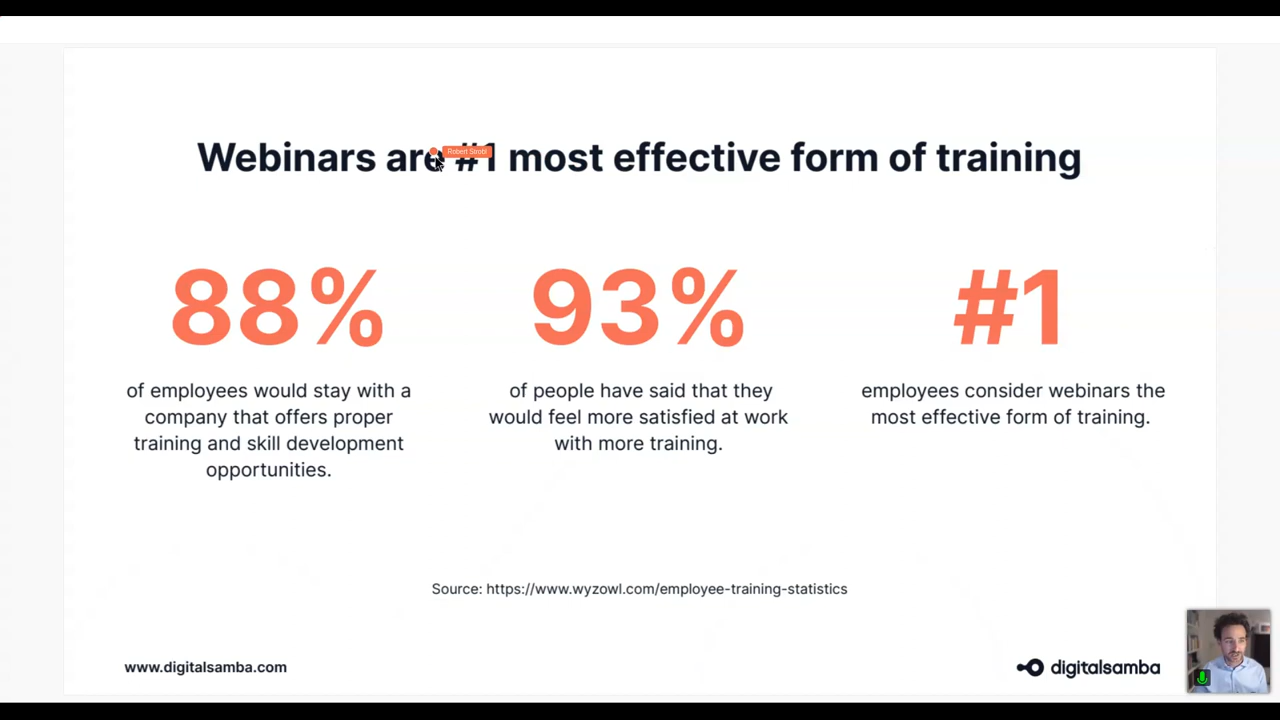 Webinars are #1 most effective form of training
Robert Strobl
88%
of employees would stay with a
company that offers proper
training and skill development
opportunities.
93%
of people have said that they
would feel more satisfied at work
with more training.
#1
employees consider webinars the
most effective form of training.
Source: https://www.wyzowl.com/employee-training-statistics
www.digitalsamba.com
digitalsamba